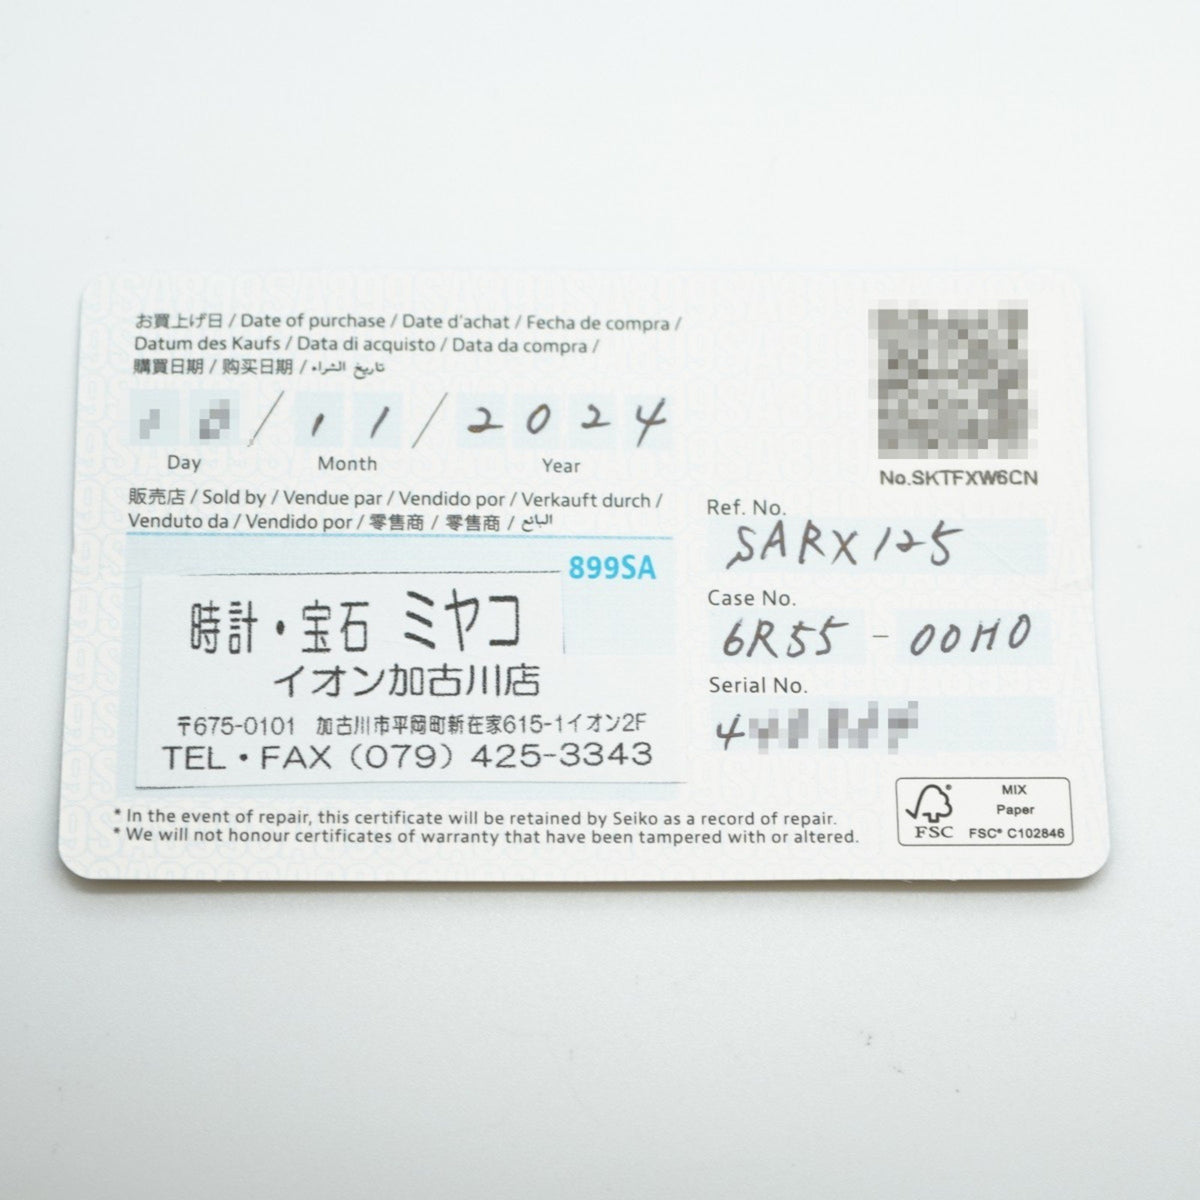 お買上げ日 / Date of purchase / Date d'achat / Fecha de compra /
Datum des Kaufs / Data di acquisto / Data da compra /
購買日期 / 购买日期 / تاريخ الشراء
/ 11 / 2024
Day Month Year
No.SKTFXW6CN
販売店 / Sold by / Vendue par / Vendido por / Verkauft durch /
Venduto da / Vendido por / 零售商 / 零售商 / البائع
899SA
時計・宝石 ミヤコ
イオン加古川店
〒675-0101 加古川市平岡町新在家615-1イオン2F
TEL・FAX (079) 425-3343
Ref. No.
SARX125
Case No.
6R55 - 00H0
Serial No.
* In the event of repair, this certificate will be retained by Seiko as a record of repair.
* We will not honour certificates of warranty that have been tampered with or altered.
FSC
MIX
Paper
FSC® C102846